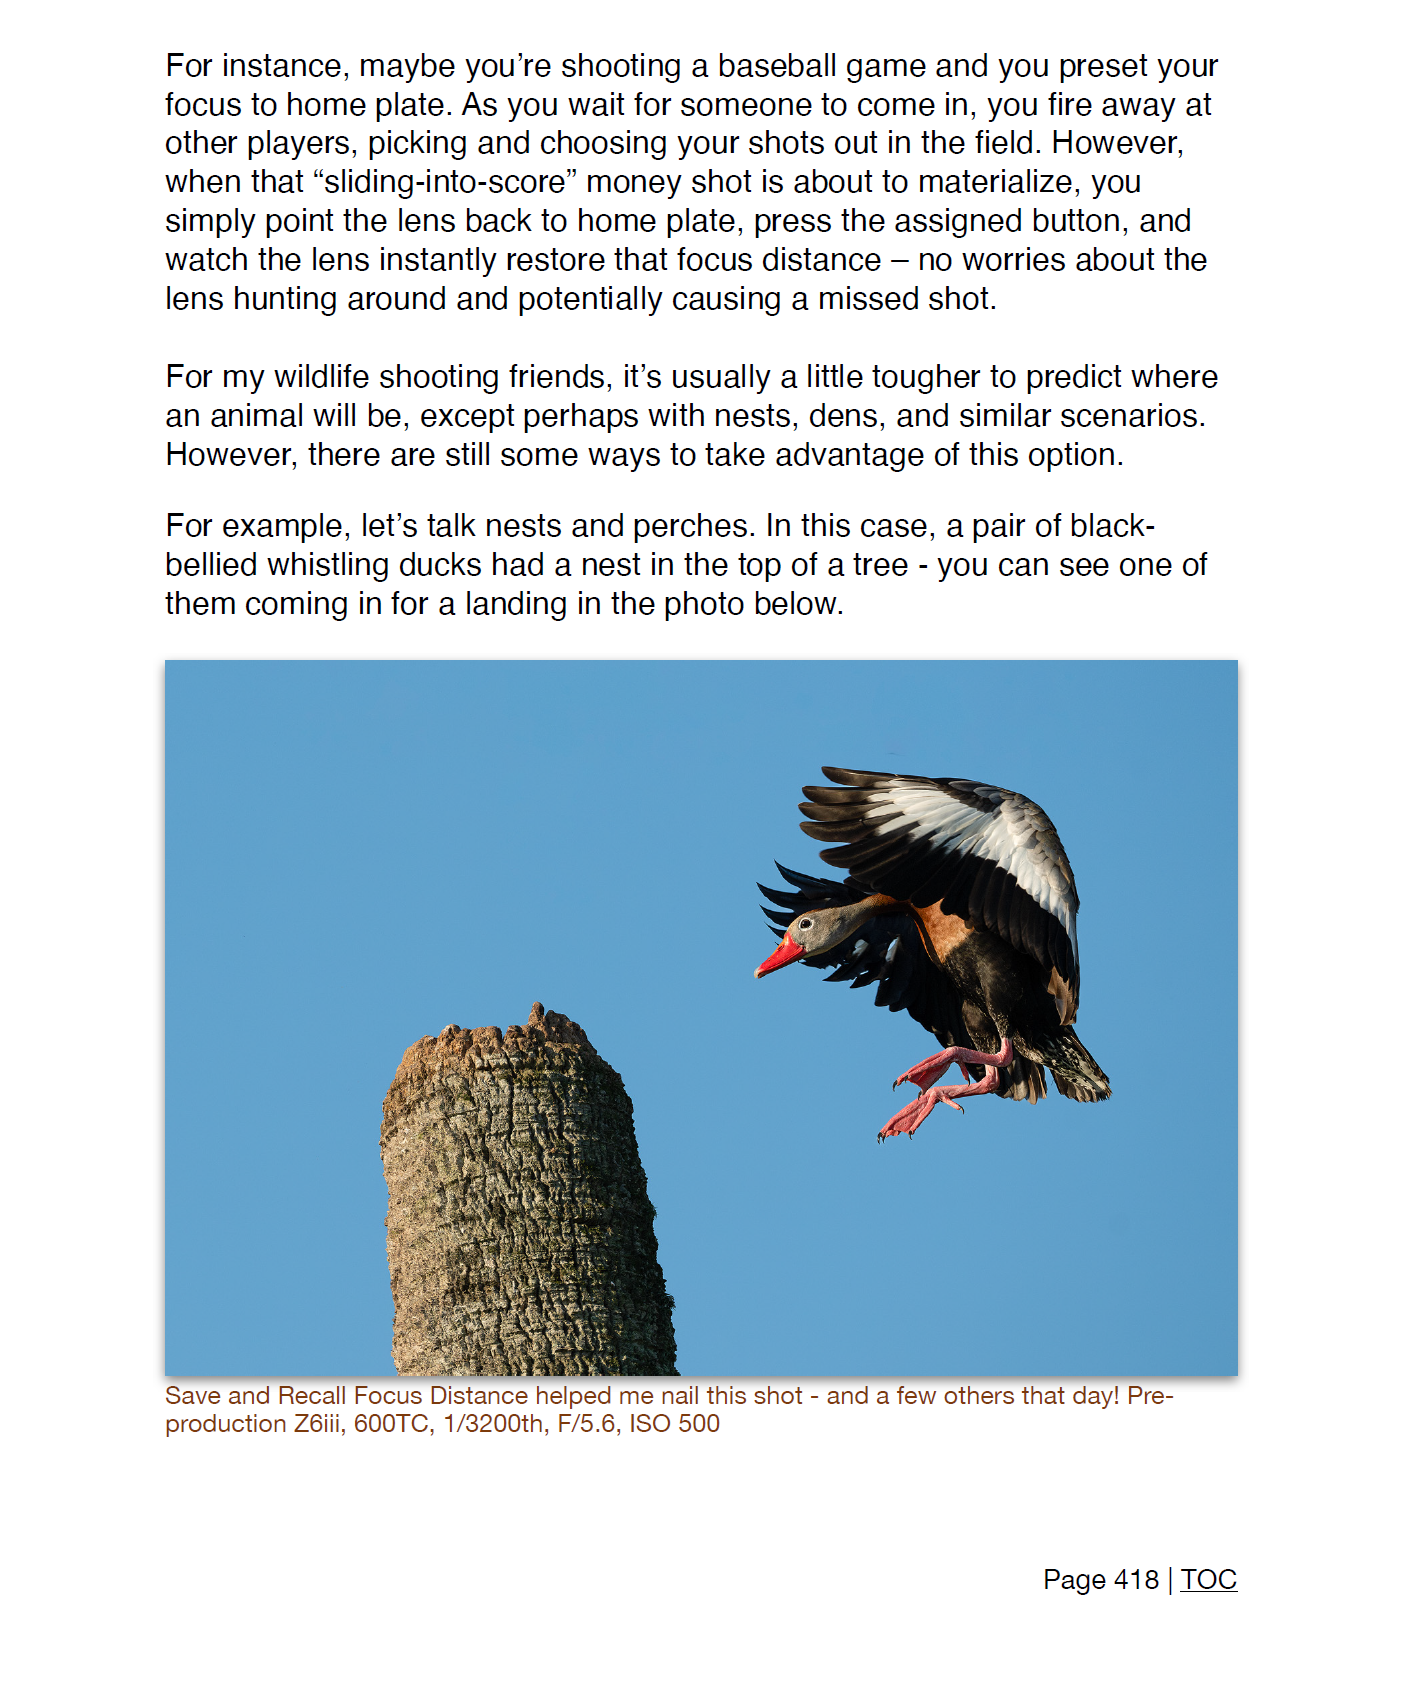 For instance, maybe you’re shooting a baseball game and you preset your
focus to home plate. As you wait for someone to come in, you fire away at
other players, picking and choosing your shots out in the field. However,
when that “sliding-into-score” money shot is about to materialize, you
simply point the lens back to home plate, press the assigned button, and
watch the lens instantly restore that focus distance – no worries about the
lens hunting around and potentially causing a missed shot.
For my wildlife shooting friends, it’s usually a little tougher to predict where
an animal will be, except perhaps with nests, dens, and similar scenarios.
However, there are still some ways to take advantage of this option.
For example, let’s talk nests and perches. In this case, a pair of black-
bellied whistling ducks had a nest in the top of a tree - you can see one of
them coming in for a landing in the photo below.
Save and Recall Focus Distance helped me nail this shot - and a few others that day! Pre-
production Z6iii, 600TC, 1/3200th, F/5.6, ISO 500
Page 418 | TOC